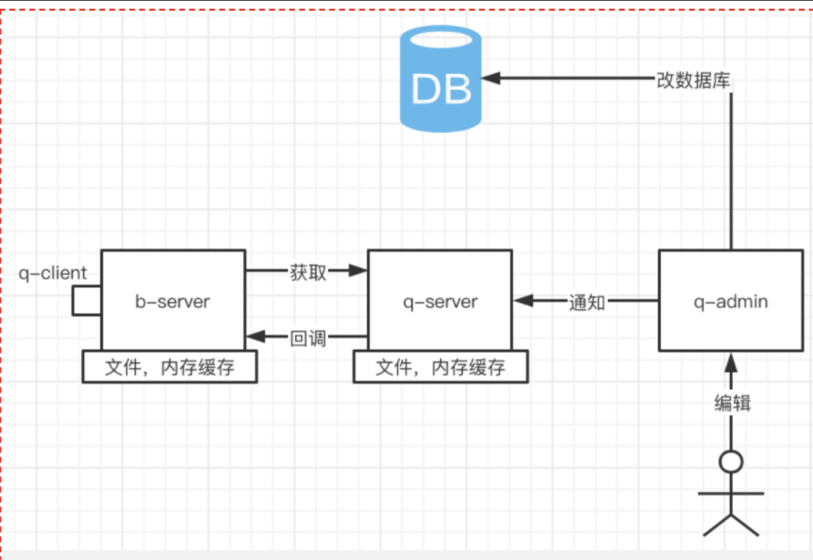 DB
改数据库
q-client
b-server
获取
q-server
通知
q-admin
回调
文件，内存缓存
文件，内存缓存
编辑